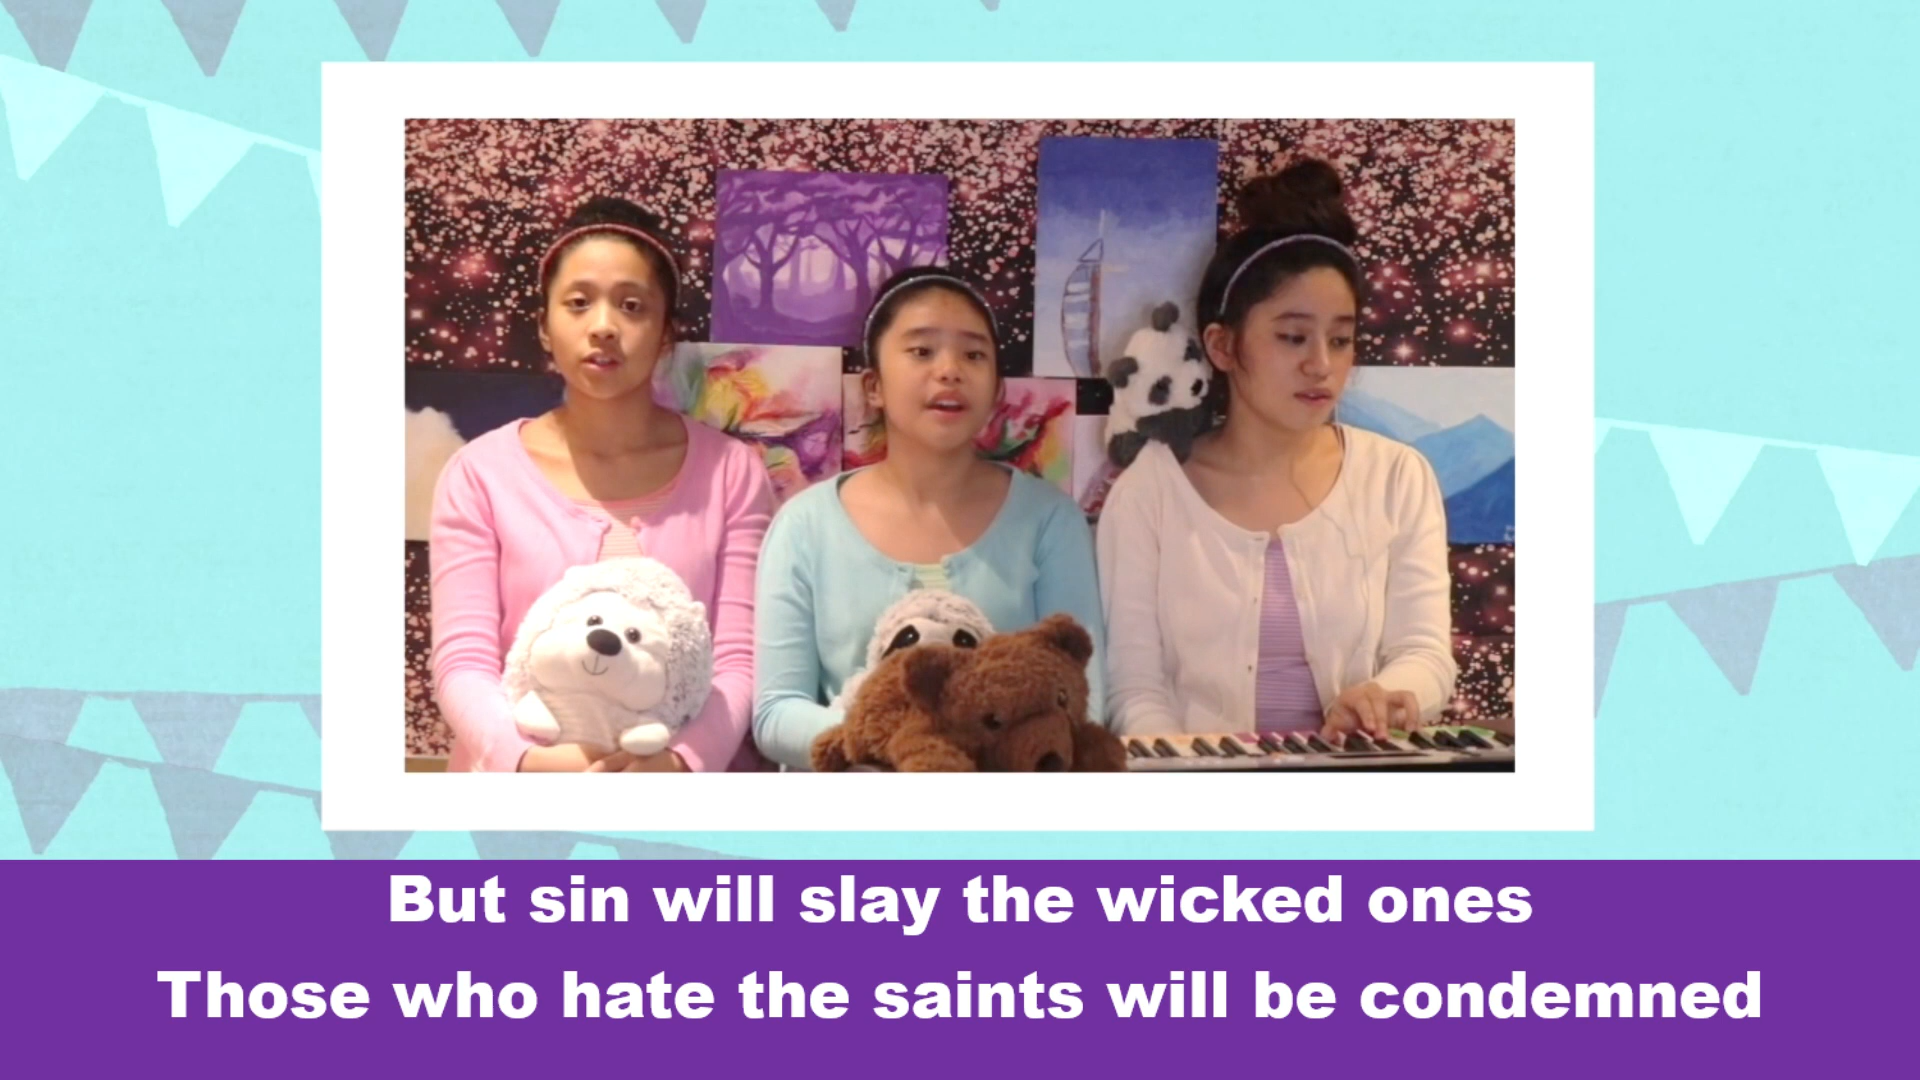 But sin will slay the wicked ones
Those who hate the saints will be condemned